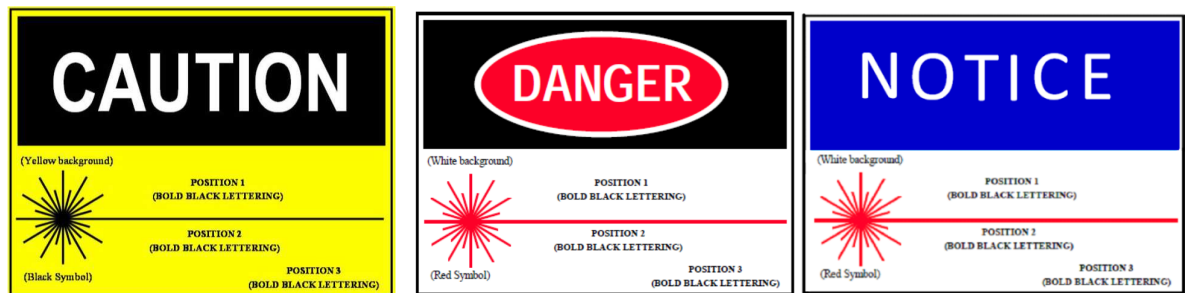 CAUTION
(Yellow background)
POSITION 1
(BOLD BLACK LETTERING)
POSITION 2
(BOLD BLACK LETTERING)
(Black Symbol)
POSITION 3
(BOLD BLACK LETTERING)
DANGER
(White background)
POSITION 1
(BOLD BLACK LETTERING)
POSITION 2
(BOLD BLACK LETTERING)
(Red Symbol)
POSITION 3
(BOLD BLACK LETTERING)
NOTICE
(White background)
POSITION 1
(BOLD BLACK LETTERING)
POSITION 2
(BOLD BLACK LETTERING)
(Red Symbol)
POSITION 3
(BOLD BLACK LETTERING)